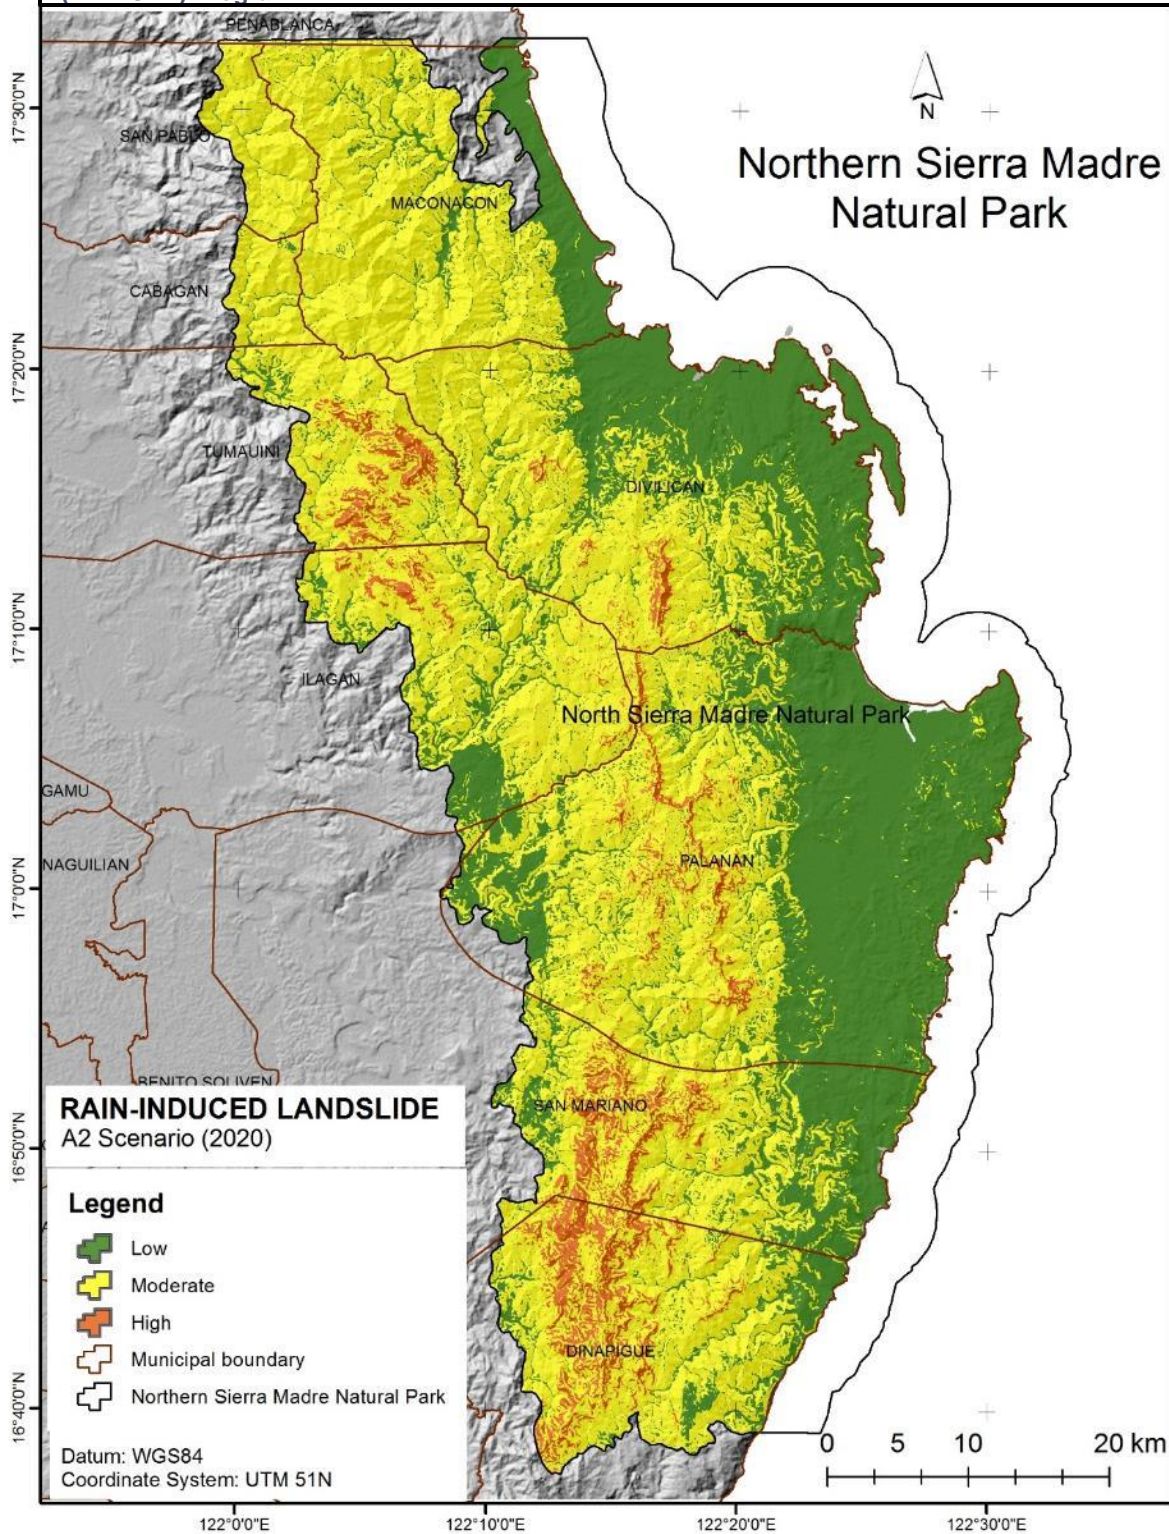 PENABLANCA
N
Northern Sierra Madre
Natural Park
17°30'0"N
SAN PABLO
MACONACON
CABAGAN
17°20'0"N
TUMAUINI
DIVILICAN
17°10'0"N
ILAGAN
North Sierra Madre Natural Park
GAMU
NAGUILIAN
PALANAN
17°0'0"N
BENITO SOLIVEN
SAN MARIANO
RAIN-INDUCED LANDSLIDE
A2 Scenario (2020)
16°50'0"N
Legend
Low
Moderate
High
Municipal boundary
Northern Sierra Madre Natural Park
DINAPIGUE
16°40'0"N
Datum: WGS84
Coordinate System: UTM 51N
0 5 10 20 km
122°0'0"E 122°10'0"E 122°20'0"E 122°30'0"E